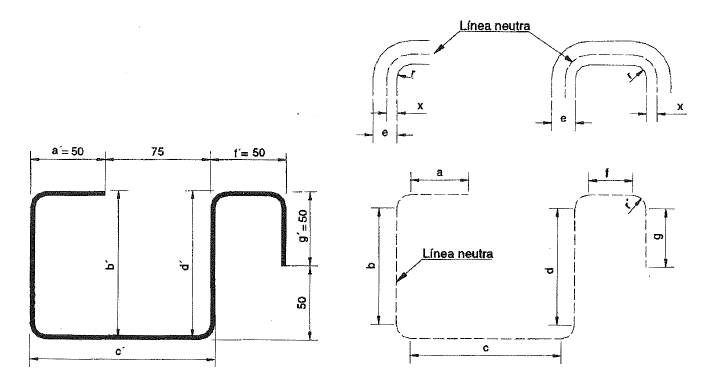 Línea neutra
r
r
x
x
e
e
a´= 50
75
f´= 50
a
f
r
g´= 50
b´
d´
b
d
g
Línea neutra
50
c´
c